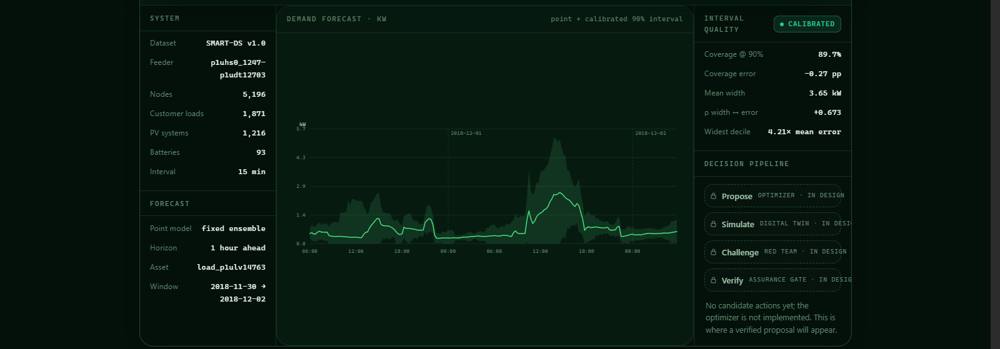 SYSTEM
Dataset SMART-DS v1.0
Feeder p1uhs0_1247-
p1udt12703
Nodes 5,196
Customer loads 1,871
PV systems 1,216
Batteries 93
Interval 15 min
FORECAST
Point model fixed ensemble
Horizon 1 hour ahead
Asset load_p1ulv14763
Window 2018-11-30 →
2018-12-02
DEMAND FORECAST · KW point + calibrated 90% interval
kW
5.7
2018-12-01 2018-12-02
4.3
2.9
1.4
0.0
06:00 12:00 18:00 00:00 06:00 12:00 18:00 00:00
INTERVAL
QUALITY
● CALIBRATED
Coverage @ 90% 89.7%
Coverage error −0.27 pp
Mean width 3.65 kW
ρ width ↔ error +0.673
Widest decile 4.21× mean error
DECISION PIPELINE
Propose OPTIMIZER · IN DESIGN
Simulate DIGITAL TWIN · IN DESIG
Challenge RED TEAM · IN DESIGN
Verify ASSURANCE GATE · IN DESIG
No candidate actions yet; the
optimizer is not implemented. This is
where a verified proposal will appear.